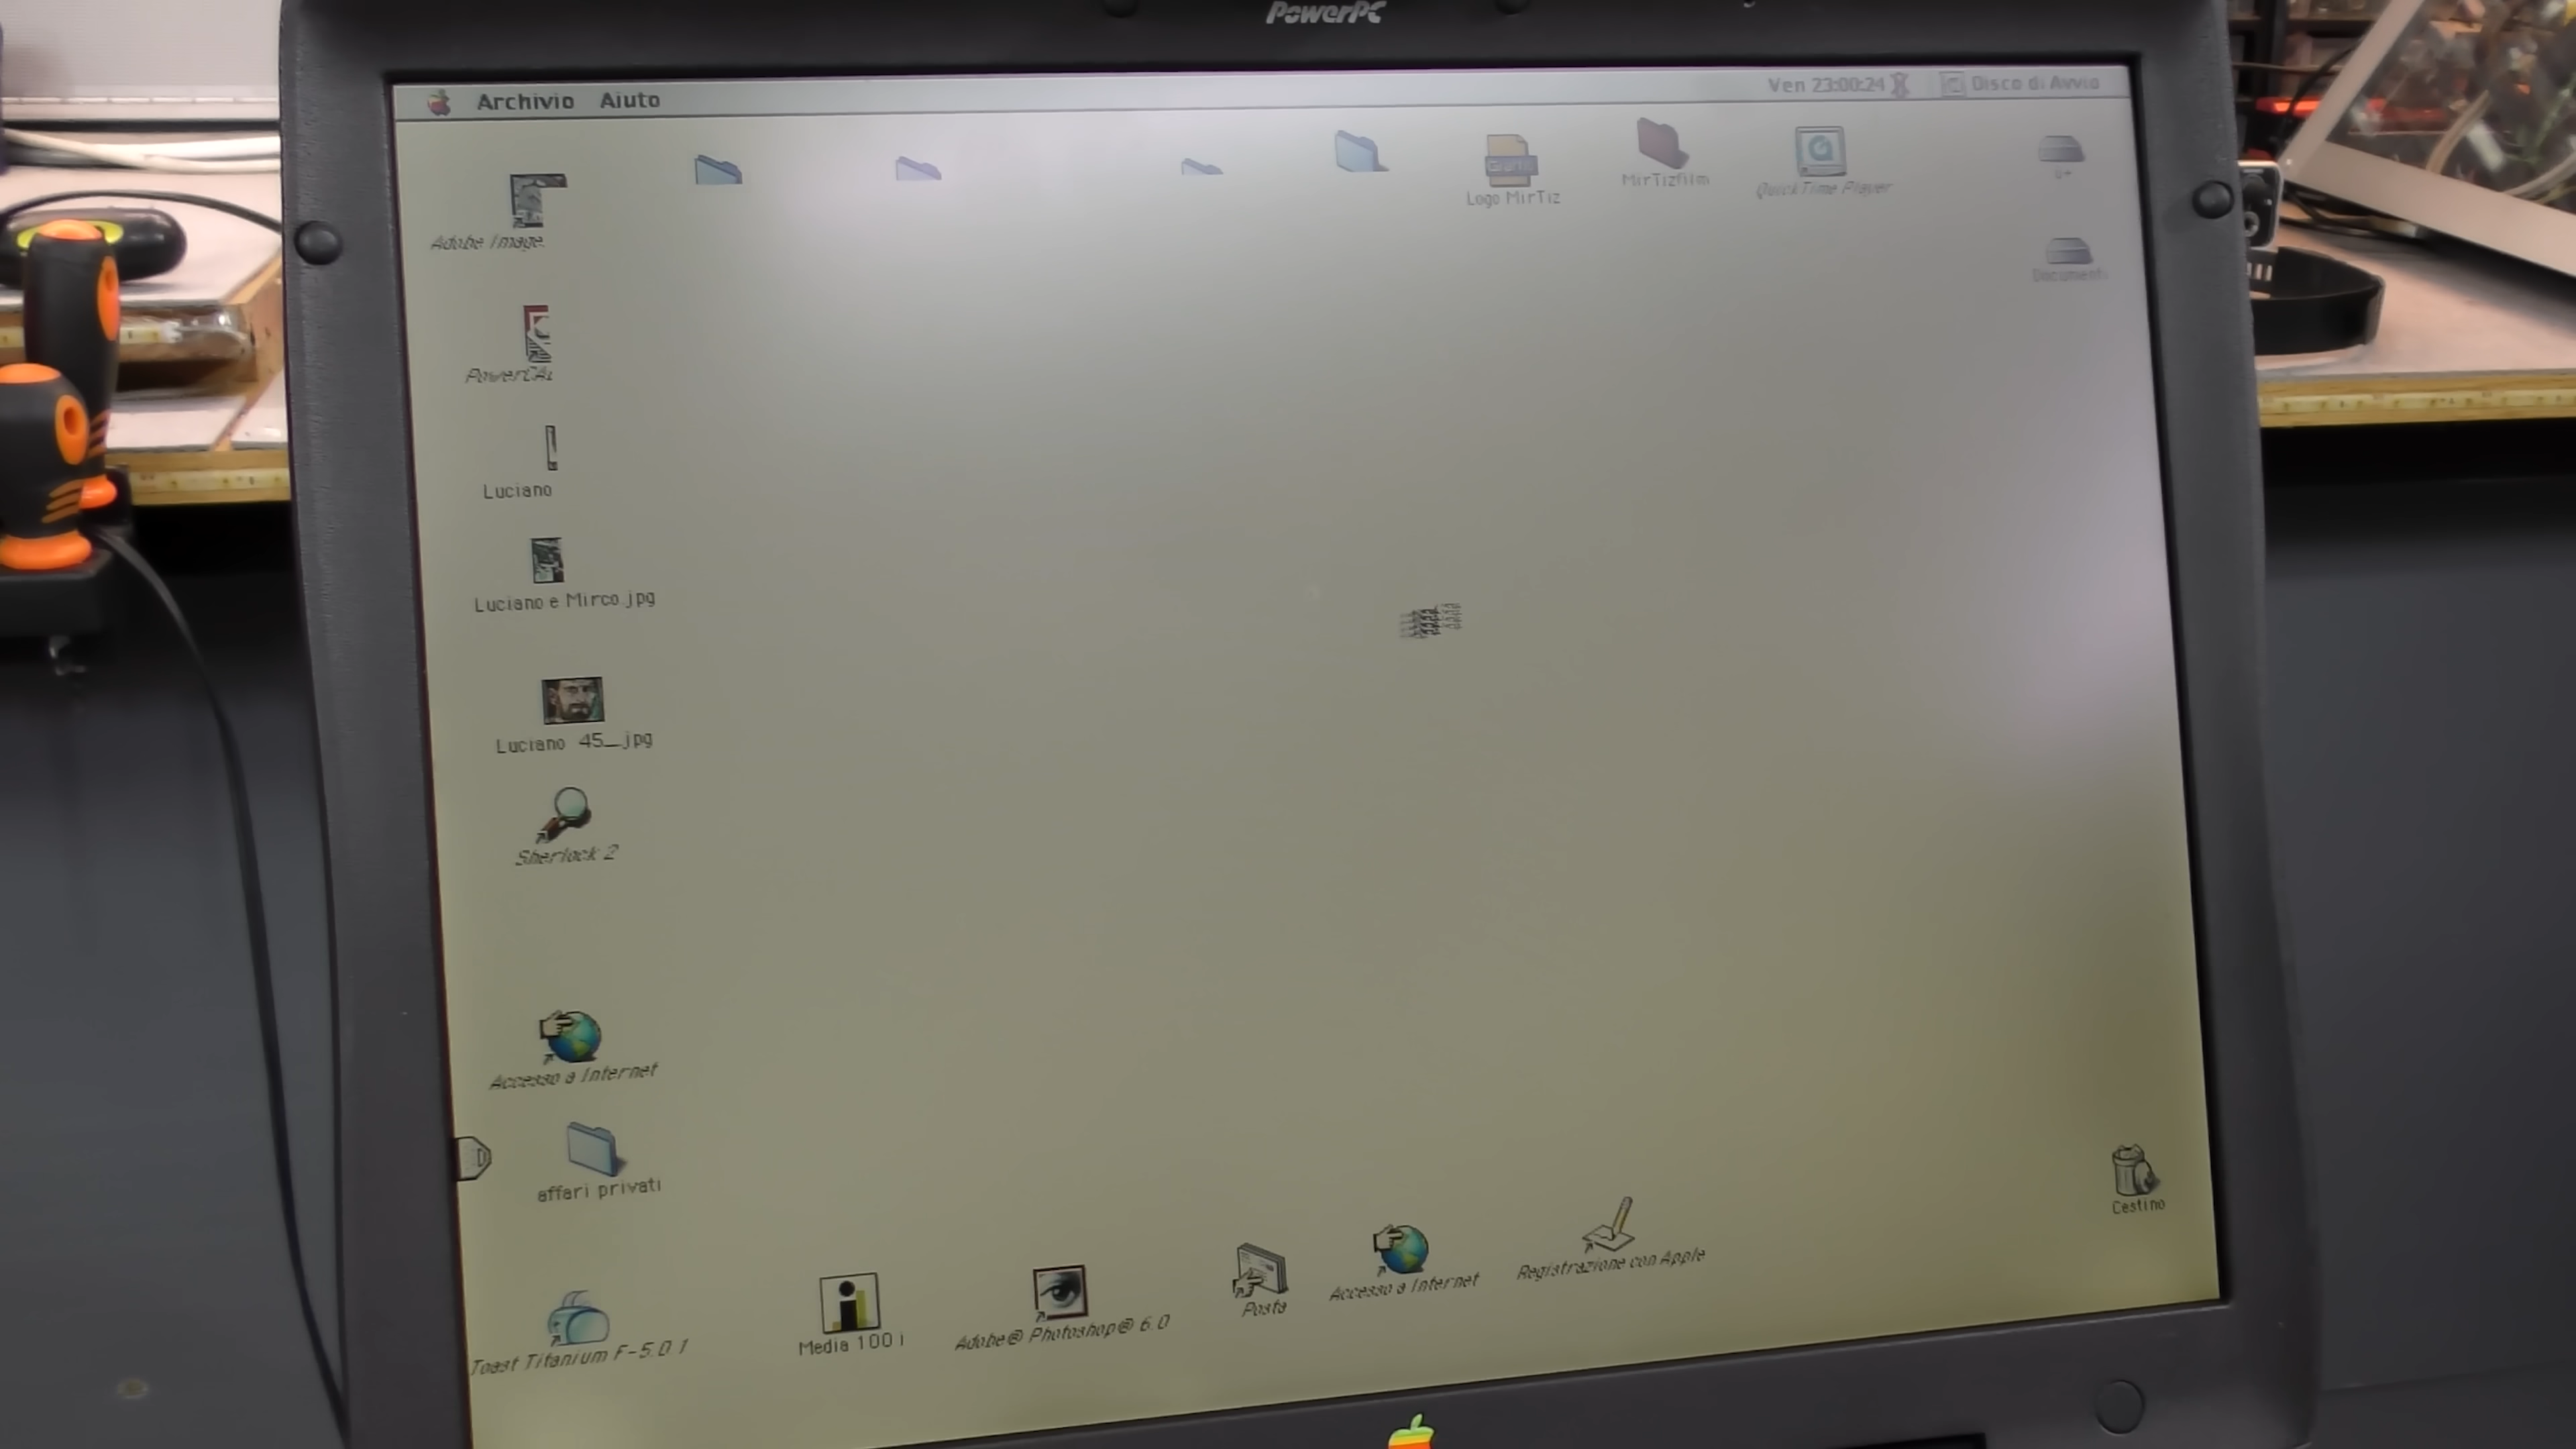 PowerPC
Archivio Aiuto
Ven 23:00:24
Disco di Avvio
Adobe Image
Logo MirTiz
MirTizfilm
QuickTime Player
Documenti
Luciano
Luciano e Mirco.jpg
Luciano 45_.jpg
Sherlock 2
Accesso a Internet
affari privati
Cestino
Toast Titanium F-5.0.1
Media 100 i
Adobe® Photoshop® 6.0
Posta
Accesso a Internet
Registrazione con Apple